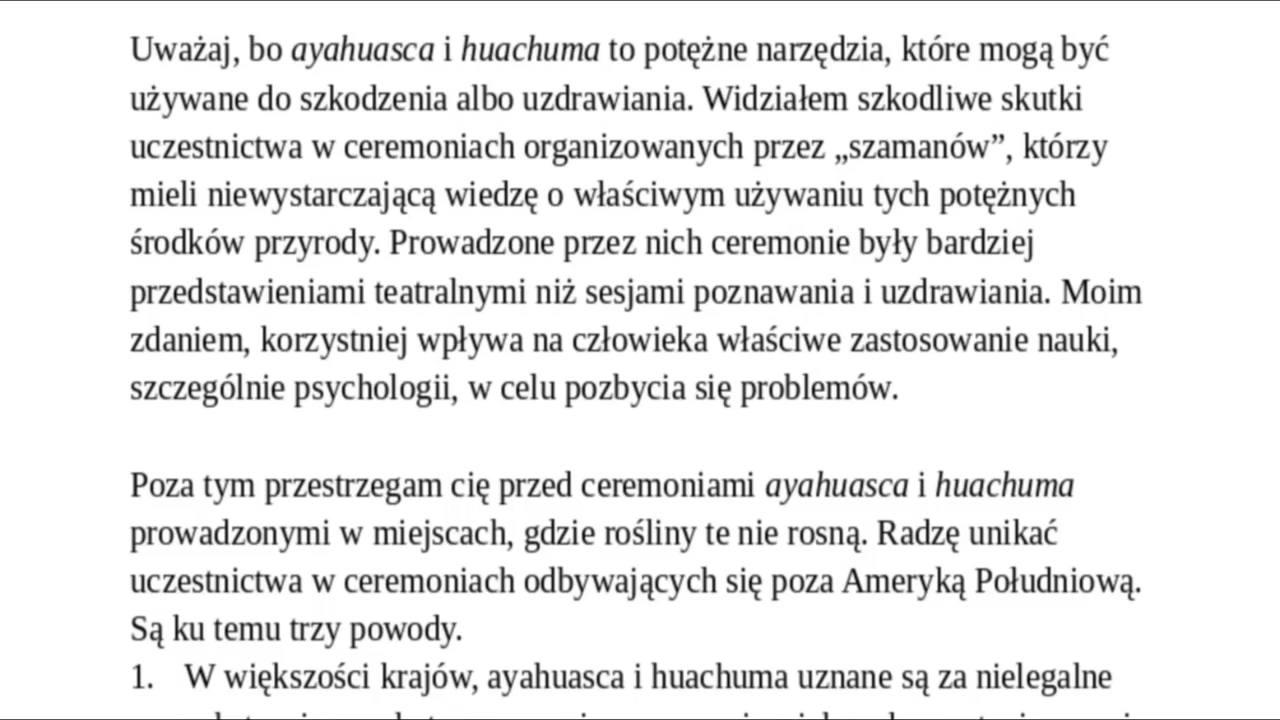 Uważaj, bo ayahuasca i huachuma to potężne narzędzia, które mogą być
używane do szkodzenia albo uzdrawiania. Widziałem szkodliwe skutki
uczestnictwa w ceremoniach organizowanych przez „szamanów”, którzy
mieli niewystarczającą wiedzę o właściwym używaniu tych potężnych
środków przyrody. Prowadzone przez nich ceremonie były bardziej
przedstawieniami teatralnymi niż sesjami poznawania i uzdrawiania. Moim
zdaniem, korzystniej wpływa na człowieka właściwe zastosowanie nauki,
szczególnie psychologii, w celu pozbycia się problemów.
Poza tym przestrzegam cię przed ceremoniami ayahuasca i huachuma
prowadzonymi w miejscach, gdzie rośliny te nie rosną. Radzę unikać
uczestnictwa w ceremoniach odbywających się poza Ameryką Południową.
Są ku temu trzy powody.
1. W większości krajów, ayahuasca i huachuma uznane są za nielegalne